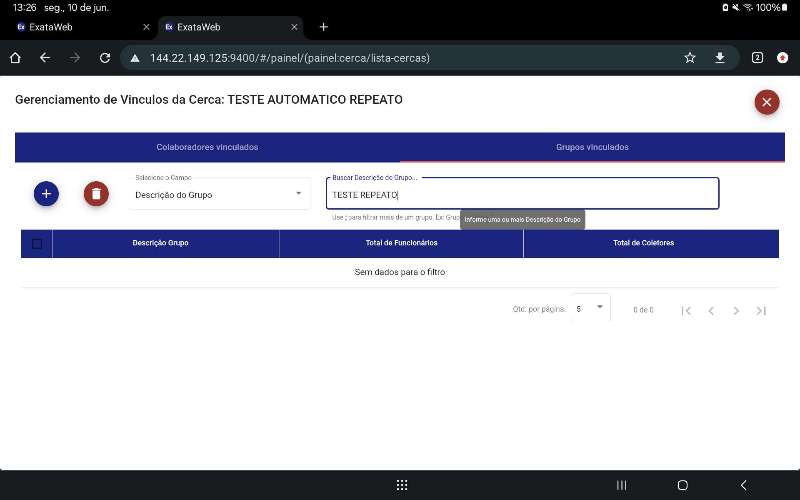 13:26 seg., 10 de jun. 100%
ExataWeb
ExataWeb
144.22.149.125:9400/#/painel/(painel:cerca/lista-cercas)
2
Gerenciamento de Vinculos da Cerca: TESTE AUTOMATICO REPEATO
Colaboradores vinculados
Grupos vinculados
Selecione o Campo
Descrição do Grupo
Buscar Descrição do Grupo...
TESTE REPEATO
Use ; para filtrar mais de um grupo. Ex: Grup
Informe uma ou mais Descrição do Grupo
Descrição Grupo
Total de Funcionários
Total de Coletores
Sem dados para o filtro
Qtd. por página:
5
0 de 0